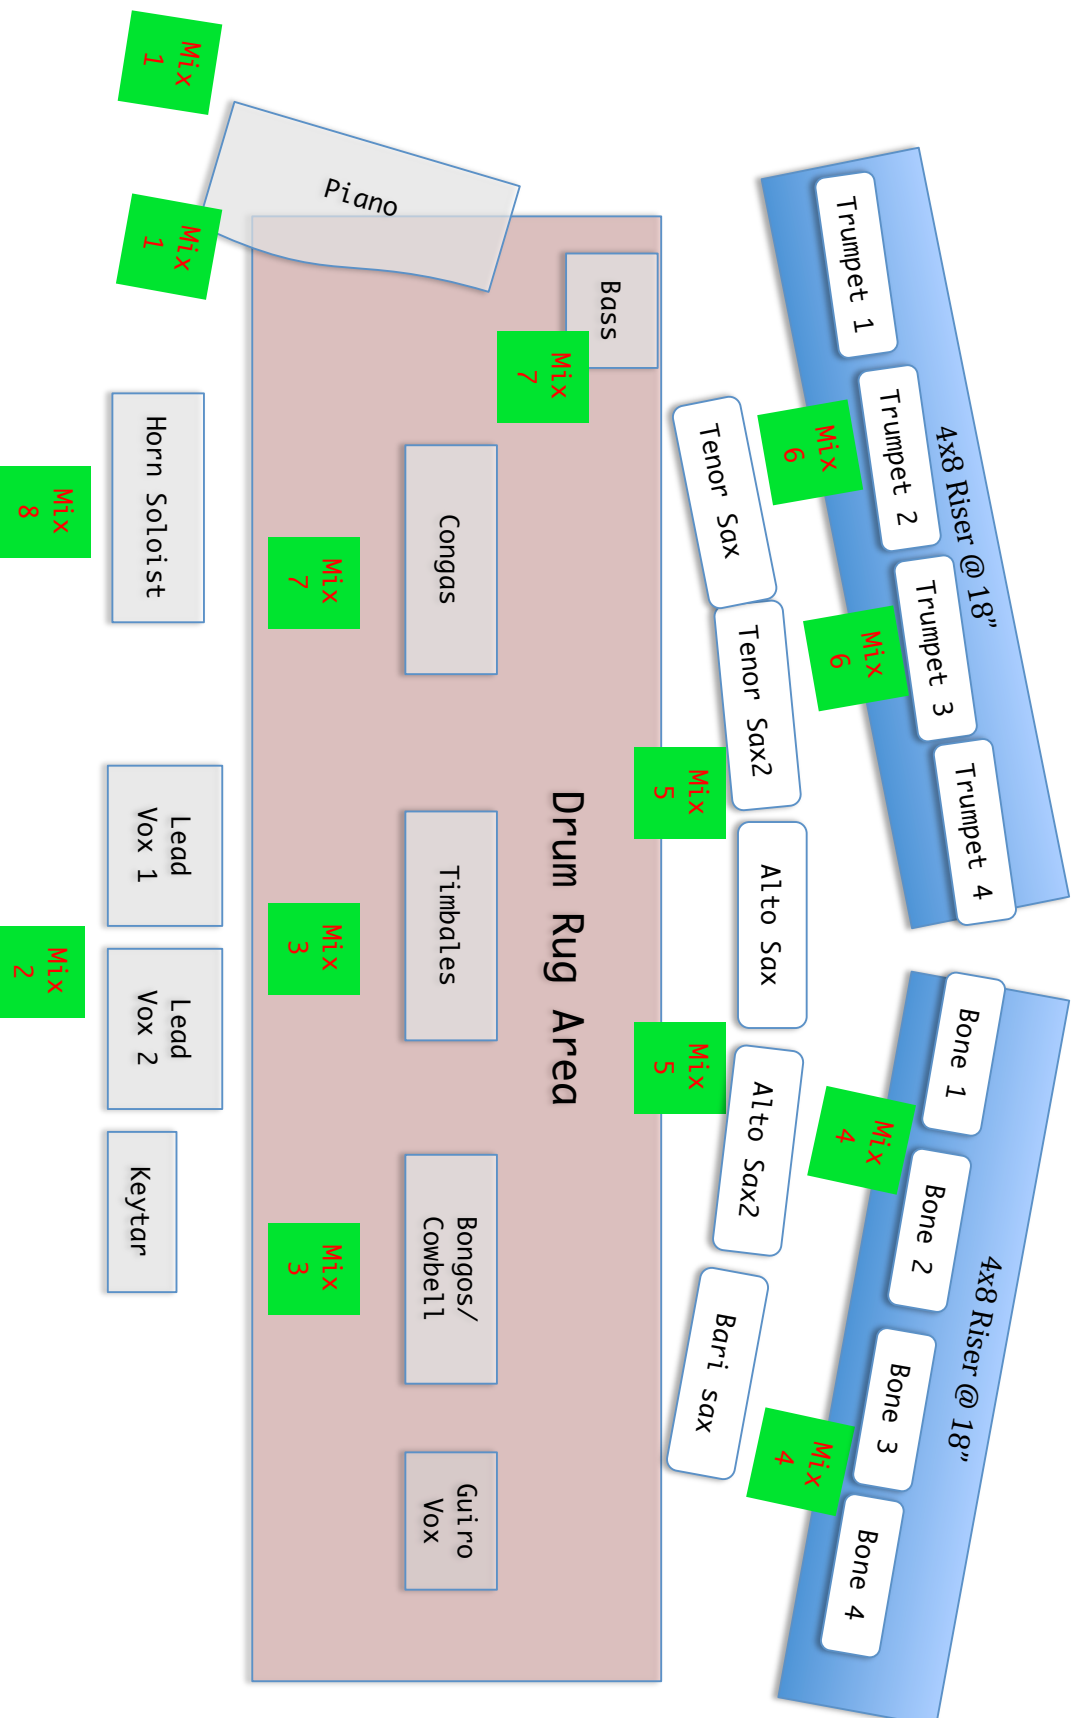 4x8 Riser @ 18”
4x8 Riser @ 18”
Trumpet 1
Trumpet 2
Trumpet 3
Trumpet 4
Bone 1
Bone 2
Bone 3
Bone 4
Mix
6
Mix
6
Mix
4
Mix
4
Tenor Sax
Tenor Sax2
Alto Sax
Alto Sax2
Bari sax
Mix
5
Mix
5
Bass
Mix
7
Drum Rug Area
Piano
Congas
Timbales
Bongos/
Cowbell
Guiro
Vox
Mix
7
Mix
3
Mix
3
Mix
1
Mix
1
Horn Soloist
Lead
Vox 1
Lead
Vox 2
Keytar
Mix
8
Mix
2